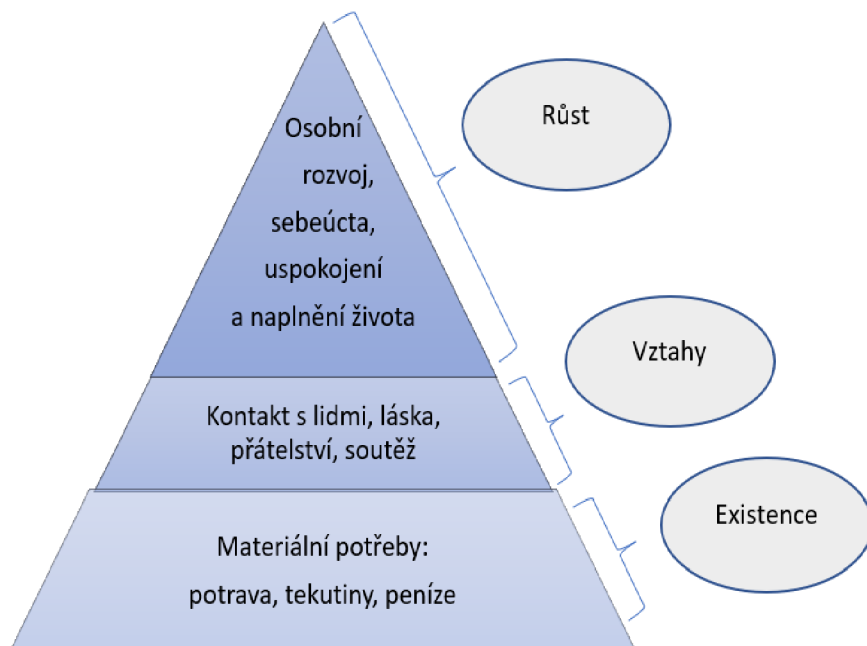 Osobní
rozvoj,
sebeúcta,
uspokojení
a naplnění života
Růst
Kontakt s lidmi, láska,
přátelství, soutěž
Vztahy
Materiální potřeby:
potrava, tekutiny, peníze
Existence